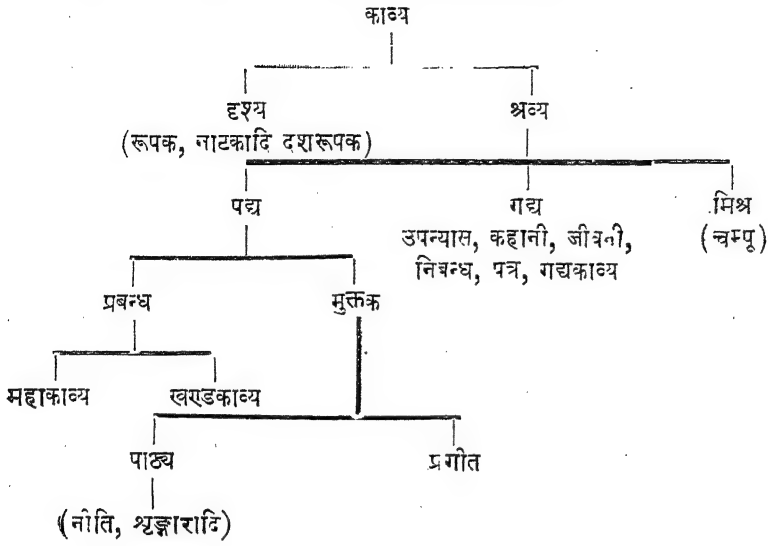 काव्य
दृश्य श्रव्य
(रूपक, नाटकादि दशरूपक)
पद्य गद्य मिश्र
उपन्यास, कहानी, जीवनी, (चम्पू)
निबन्ध, पत्र, गद्यकाव्य
प्रबन्ध मुक्तक
महाकाव्य खण्डकाव्य
पाठ्य प्रगीत
(नीति, शृङ्गारादि)